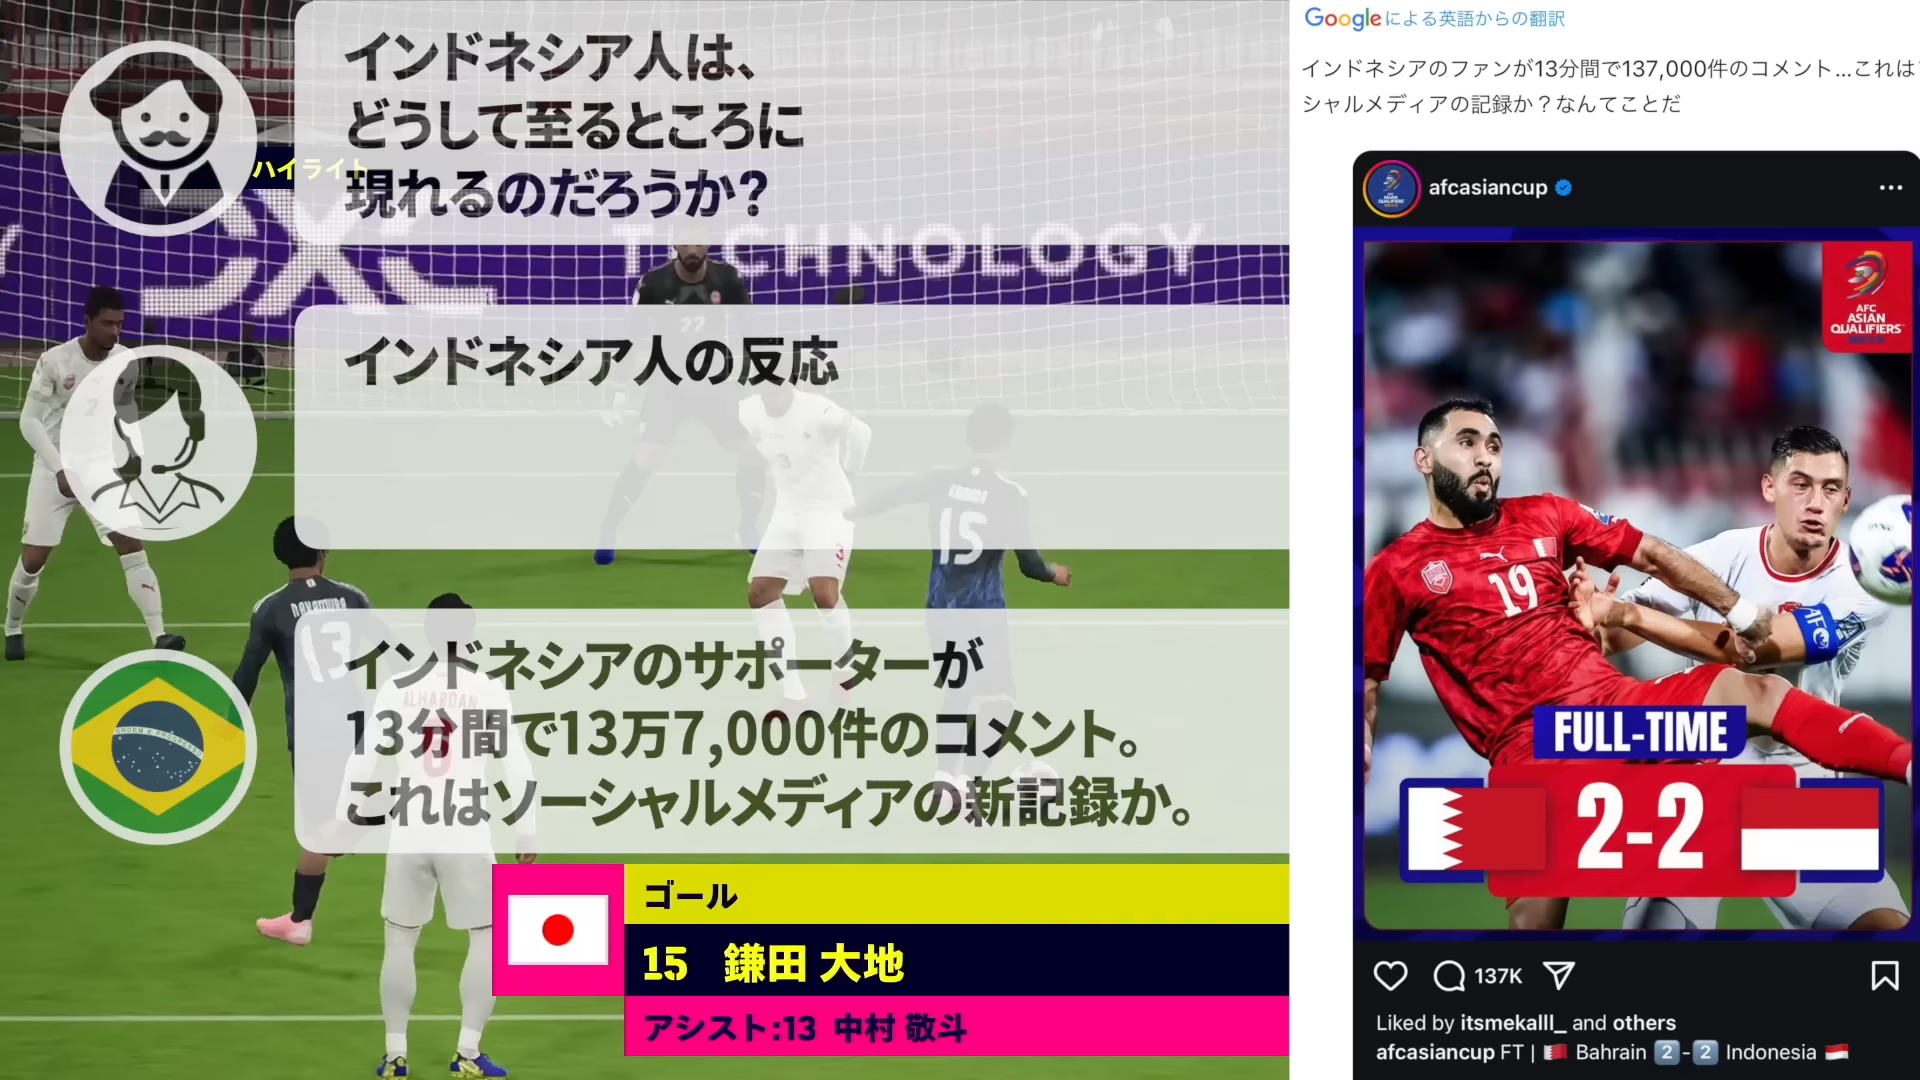 インドネシア人は、
どうして至るところに
現れるのだろうか?
ハイライト
TECHNOLOGY
22
インドネシア人の反応
2
3
3
15
NAKAMURA
13
インドネシアのサポーターが
13分間で13万7,000件のコメント。
これはソーシャルメディアの新記録か。
ALHARDAN
ゴール
15 鎌田 大地
アシスト:13 中村 敬斗
Googleによる英語からの翻訳
インドネシアのファンが13分間で137,000件のコメント...これは
シャルメディアの記録か？なんてことだ
afcasiancup
AFC
ASIAN
QUALIFIERS
19
AFC
FULL-TIME
2-2
137K
Liked by itsmekalll_ and others
afcasiancup FT | 🇧🇭 Bahrain 2️⃣-2️⃣ Indonesia 🇮🇩